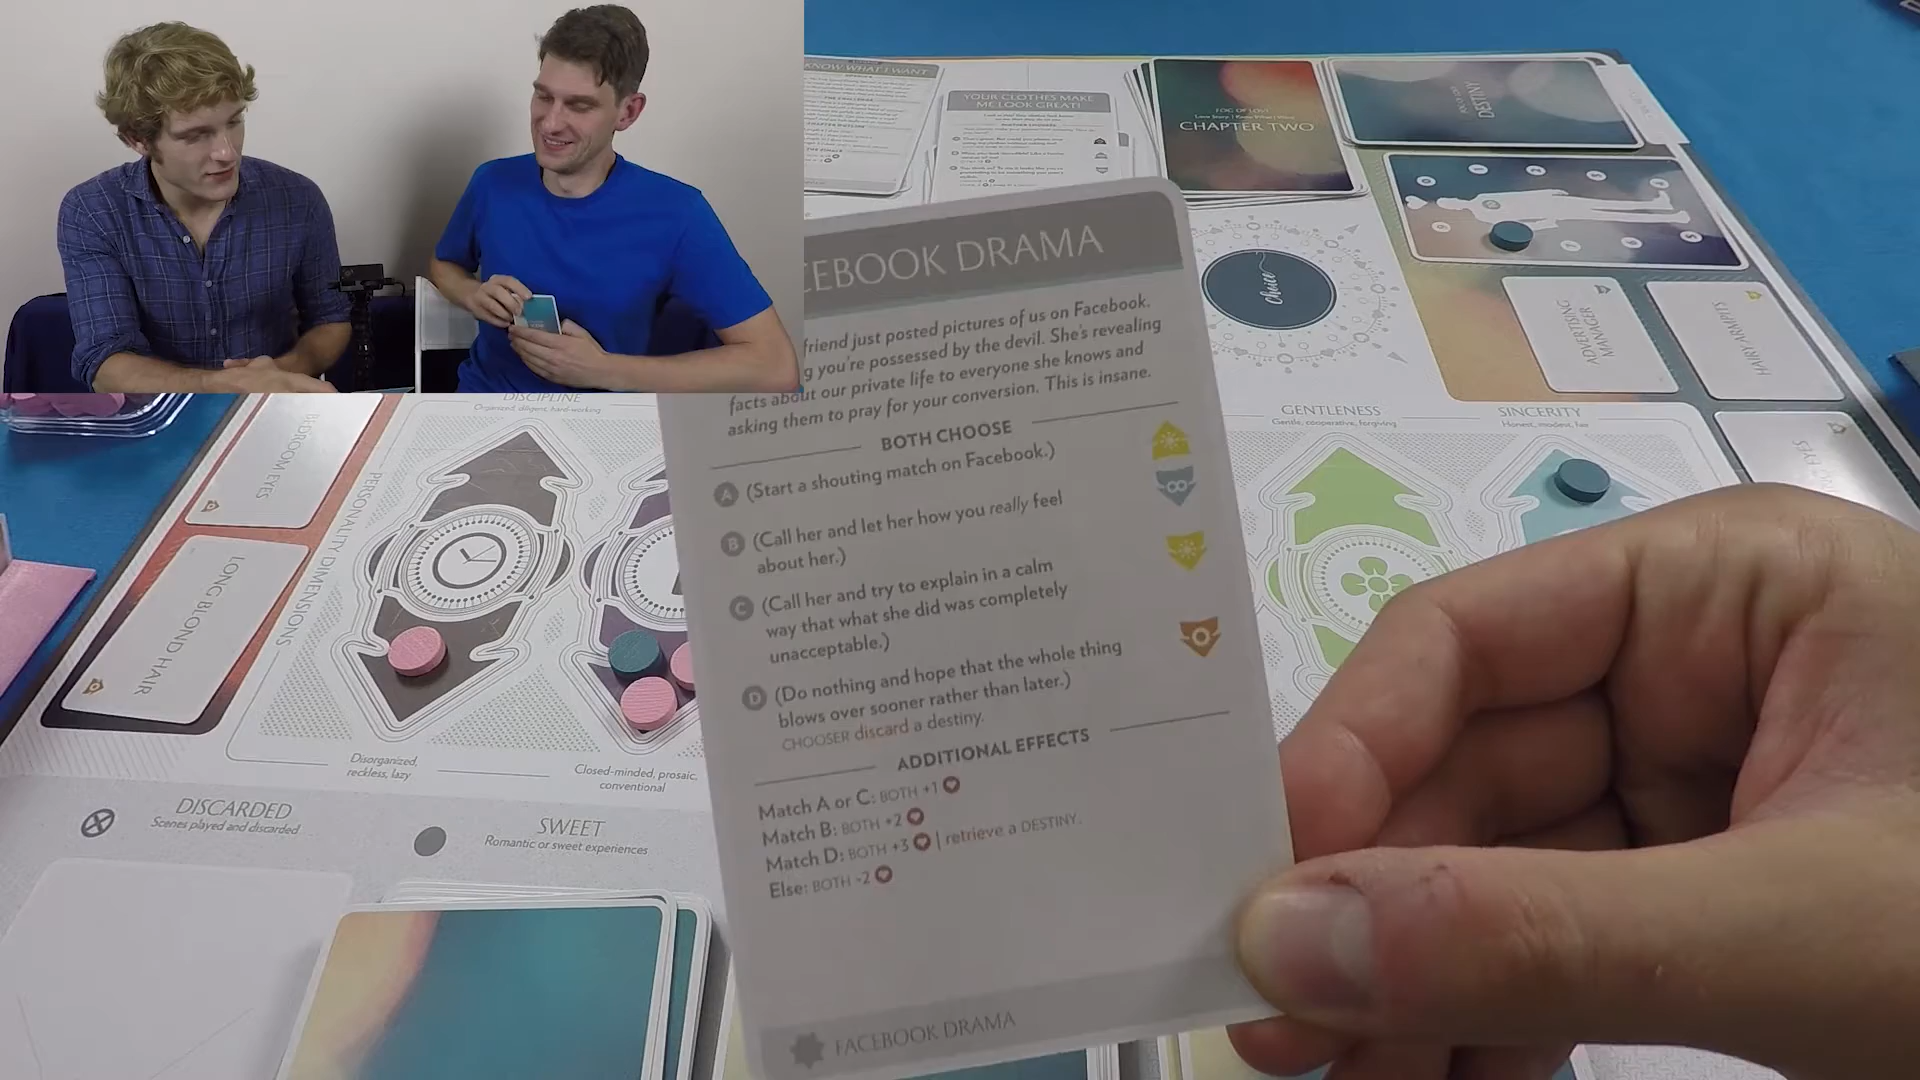 KNOW WHAT I WANT
YOUR CLOTHES MAKE
ME LOOK GREAT!
FOG OF LOVE
CHAPTER TWO
DESTINY
Choice
ADVERTISING
MANAGER
HAIRY ARMPITS
EYES
CEBOOK DRAMA
friend just posted pictures of us on Facebook.
g you're possessed by the devil. She's revealing
facts about our private life to everyone she knows and
asking them to pray for your conversion. This is insane.
BOTH CHOOSE
A (Start a shouting match on Facebook.)
B (Call her and let her how you really feel
about her.)
C (Call her and try to explain in a calm
way that what she did was completely
unacceptable.)
D (Do nothing and hope that the whole thing
blows over sooner rather than later.)
CHOOSER discard a destiny.
ADDITIONAL EFFECTS
Match A or C: BOTH +1
Match B: BOTH +2
Match D: BOTH +3 | retrieve a DESTINY.
Else: BOTH -2
FACEBOOK DRAMA
DISCIPLINE
Organized, diligent, hard-working
GENTLENESS
Gentle, cooperative, forgiving
SINCERITY
Honest, modest, fair
BEDROOM EYES
LONG BLOND HAIR
PERSONALITY DIMENSIONS
Disorganized,
reckless, lazy
Closed-minded, prosaic,
conventional
DISCARDED
Scenes played and discarded
SWEET
Romantic or sweet experiences